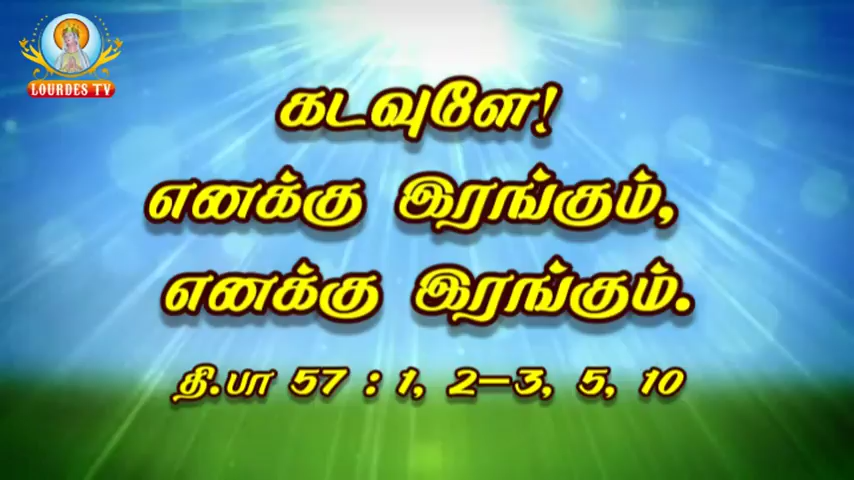 LOURDES TV
கடவுளே!
எனக்கு இரங்கும்,
எனக்கு இரங்கும்.
தி.பா 57 : 1, 2-3, 5, 10